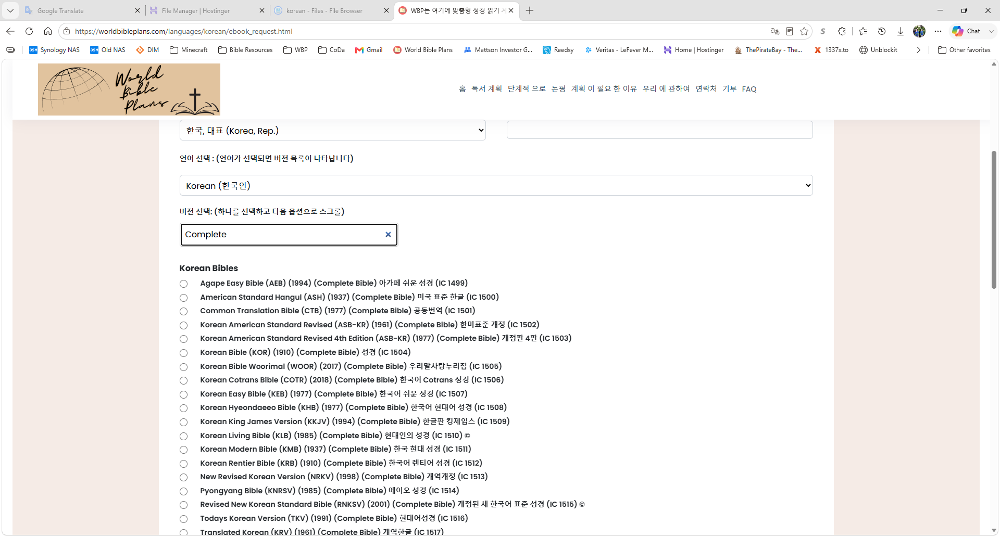 Google Translate
File Manager | Hostinger
korean - Files - File Browser
WBP는 여기에 맞춤형 성경 읽기
https://worldbibleplans.com/languages/korean/ebook_request.html
Chat
Synology NAS
Old NAS
DIM
Minecraft
Bible Resources
WBP
CoDa
Gmail
World Bible Plans
Mattson Investor G...
Reedsy
Veritas - LeFever M...
Home | Hostinger
ThePirateBay - The...
1337x.to
Unblockit
Other favorites
World
Bible
Plans
홈 독서 계획 단계적 으로 논평 계획 이 필요 한 이유 우리 에 관하여 연락처 기부 FAQ
한국, 대표 (Korea, Rep.)
언어 선택 : (언어가 선택되면 버전 목록이 나타납니다)
Korean (한국인)
버전 선택: (하나를 선택하고 다음 옵션으로 스크롤)
Complete
Korean Bibles
Agape Easy Bible (AEB) (1994) (Complete Bible) 아가페 쉬운 성경 (IC 1499)
American Standard Hangul (ASH) (1937) (Complete Bible) 미국 표준 한글 (IC 1500)
Common Translation Bible (CTB) (1977) (Complete Bible) 공동번역 (IC 1501)
Korean American Standard Revised (ASB-KR) (1961) (Complete Bible) 한미표준 개정 (IC 1502)
Korean American Standard Revised 4th Edition (ASB-KR) (1977) (Complete Bible) 개정판 4판 (IC 1503)
Korean Bible (KOR) (1910) (Complete Bible) 성경 (IC 1504)
Korean Bible Woorimal (WOOR) (2017) (Complete Bible) 우리말사랑누리집 (IC 1505)
Korean Cotrans Bible (COTR) (2018) (Complete Bible) 한국어 Cotrans 성경 (IC 1506)
Korean Easy Bible (KEB) (1977) (Complete Bible) 한국어 쉬운 성경 (IC 1507)
Korean Hyeondaeeo Bible (KHB) (1977) (Complete Bible) 한국어 현대어 성경 (IC 1508)
Korean King James Version (KKJV) (1994) (Complete Bible) 한글판 킹제임스 (IC 1509)
Korean Living Bible (KLB) (1985) (Complete Bible) 현대인의 성경 (IC 1510) ©
Korean Modern Bible (KMB) (1937) (Complete Bible) 한국 현대 성경 (IC 1511)
Korean Rentier Bible (KRB) (1910) (Complete Bible) 한국어 렌티어 성경 (IC 1512)
New Revised Korean Version (NRKV) (1998) (Complete Bible) 개역개정 (IC 1513)
Pyongyang Bible (KNRSV) (1985) (Complete Bible) 에이오 성경 (IC 1514)
Revised New Korean Standard Bible (RNKSV) (2001) (Complete Bible) 개정된 새 한국어 표준 성경 (IC 1515) ©
Todays Korean Version (TKV) (1991) (Complete Bible) 현대어성경 (IC 1516)
Translated Korean (KRV) (1961) (Complete Bible) 개역한글 (IC 1517)